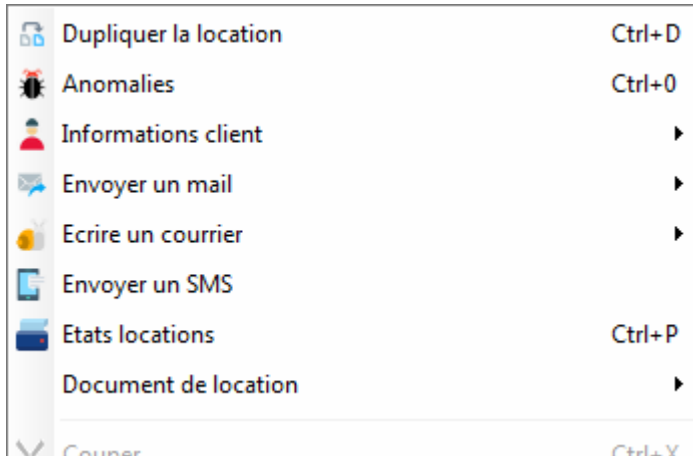 Dupliquer la location Ctrl+D
Anomalies Ctrl+0
Informations client
Envoyer un mail
Ecrire un courrier
Envoyer un SMS
Etats locations Ctrl+P
Document de location
Couper Ctrl+X